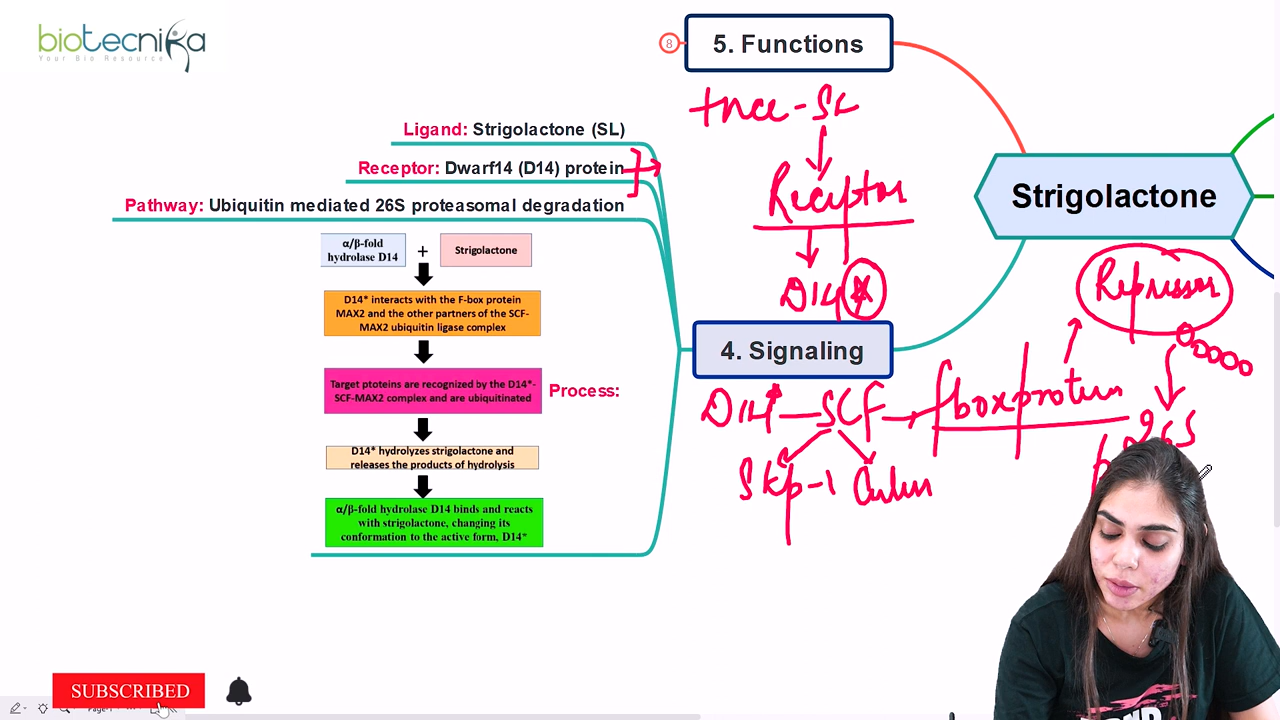 biotecnika
Your Bio Resource
8
5. Functions
free - SL
Receptor
D14*
Ligand: Strigolactone (SL)
Receptor: Dwarf14 (D14) protein
Pathway: Ubiquitin mediated 26S proteasomal degradation
α/β-fold
hydrolase D14
+
Strigolactone
D14* interacts with the F-box protein
MAX2 and the other partners of the SCF-
MAX2 ubiquitin ligase complex
Target ptoteins are recognized by the D14*-
SCF-MAX2 complex and are ubiquitinated
Process:
D14* hydrolyzes strigolactone and
releases the products of hydrolysis
α/β-fold hydrolase D14 binds and reacts
with strigolactone, changing its
conformation to the active form, D14*
Strigolactone
Repressor
4. Signaling
D14* - SCF - fboxprotein
Skp-1
26S
SUBSCRIBED
Page-1